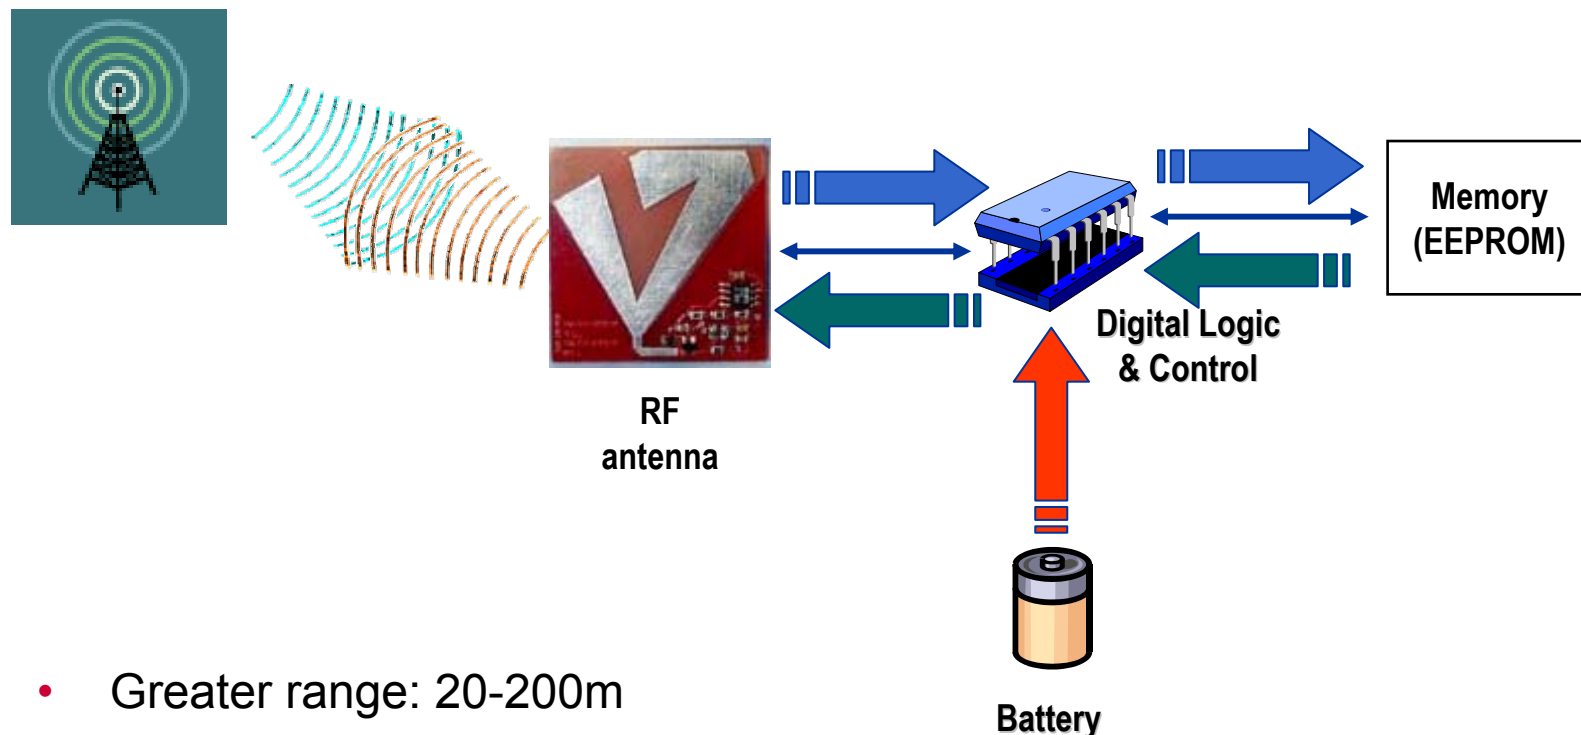 Memory
(EEPROM)
Digital Logic
& Control
RF
antenna
• Greater range: 20-200m
Battery